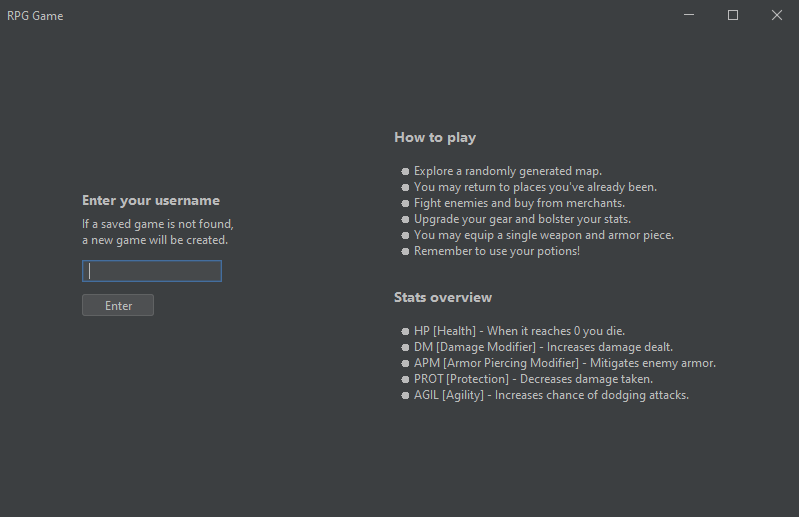 RPG Game
Enter your username
If a saved game is not found,
a new game will be created.
Enter
How to play
Explore a randomly generated map.
You may return to places you've already been.
Fight enemies and buy from merchants.
Upgrade your gear and bolster your stats.
You may equip a single weapon and armor piece.
Remember to use your potions!
Stats overview
HP [Health] - When it reaches 0 you die.
DM [Damage Modifier] - Increases damage dealt.
APM [Armor Piercing Modifier] - Mitigates enemy armor.
PROT [Protection] - Decreases damage taken.
AGIL [Agility] - Increases chance of dodging attacks.